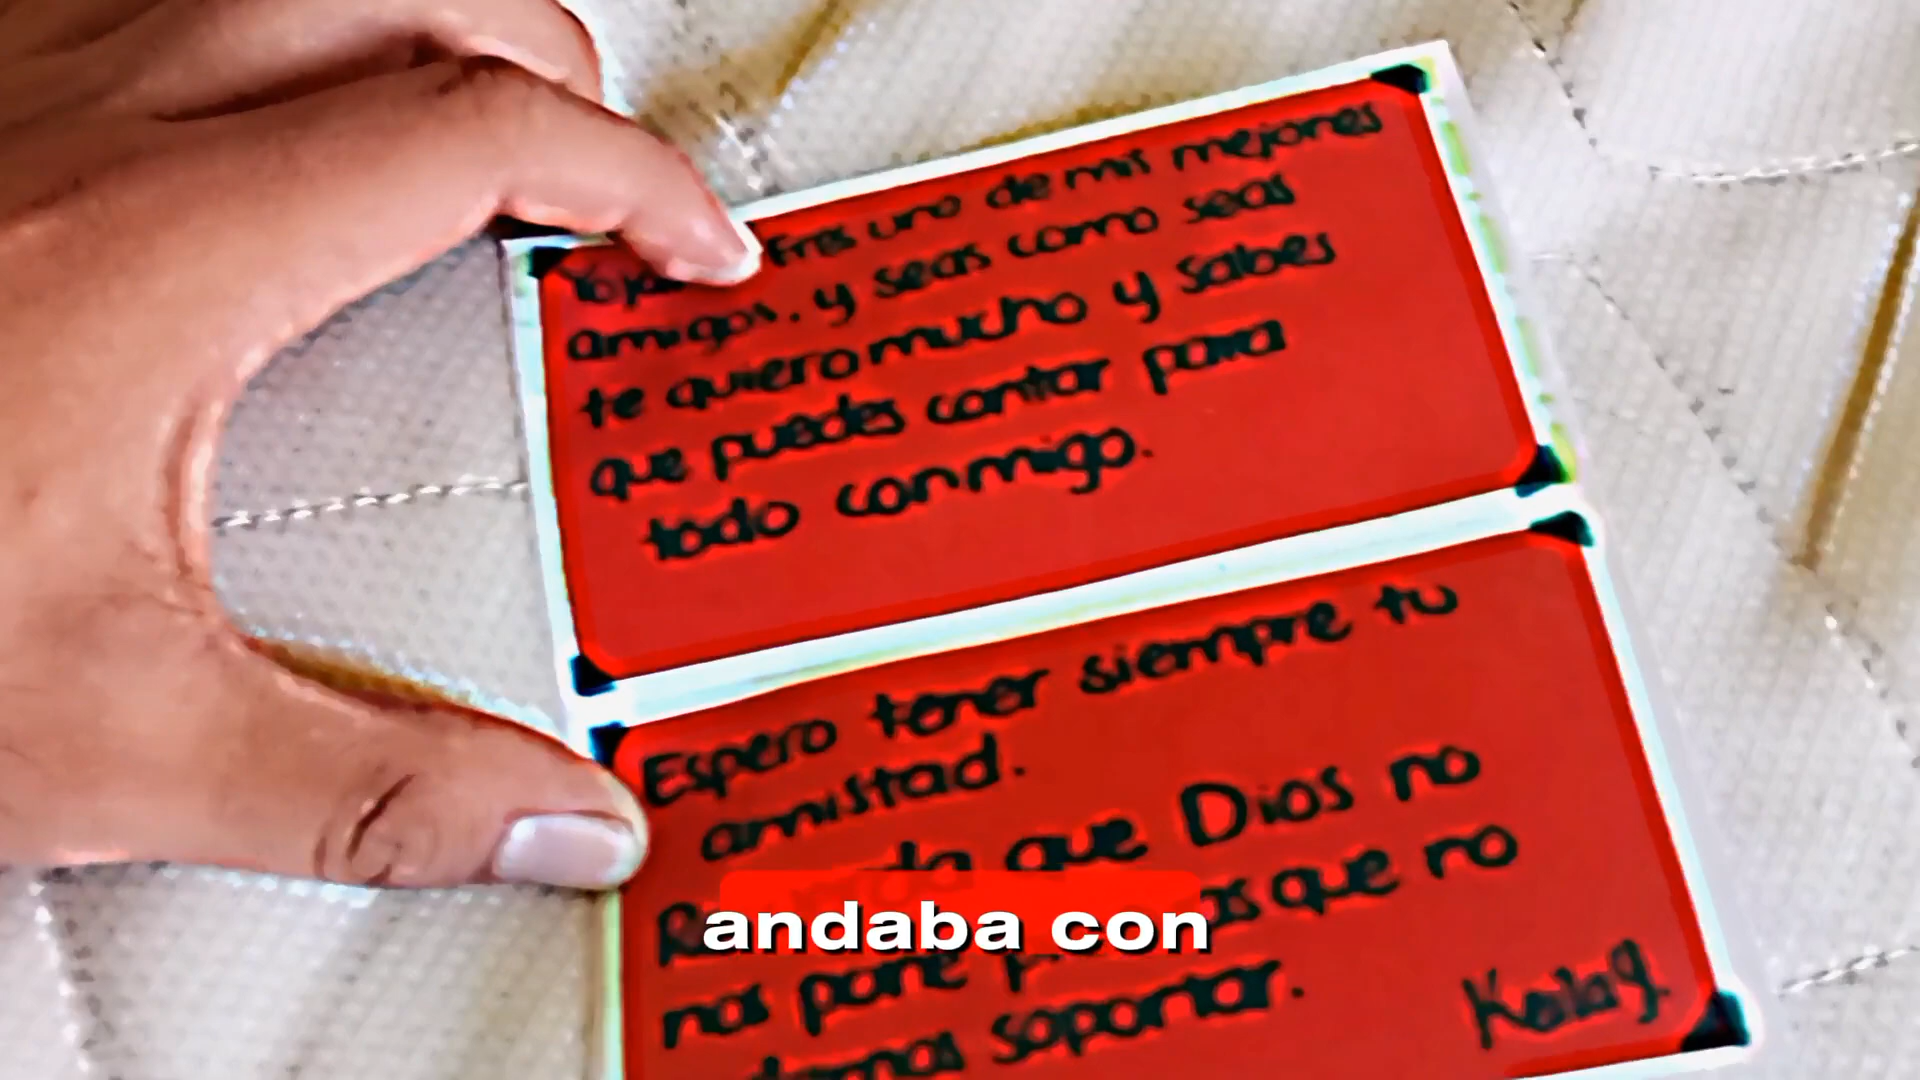 Eres uno de mis mejores
amigos, y seas como seas
te quiero mucho y sabes
que puedes contar para
todo conmigo.
Espero tener siempre tu
amistad.
que Dios no
que no
nos pone
soportar.
andaba con